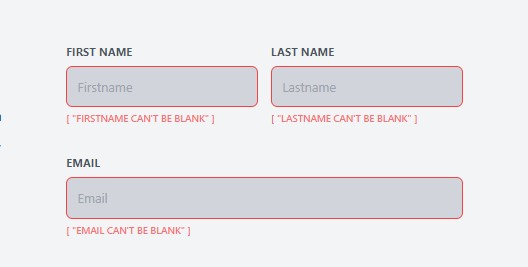 FIRST NAME LAST NAME
Firstname Lastname
[ "FIRSTNAME CAN'T BE BLANK" ] [ "LASTNAME CAN'T BE BLANK" ]
EMAIL
Email
[ "EMAIL CAN'T BE BLANK" ]